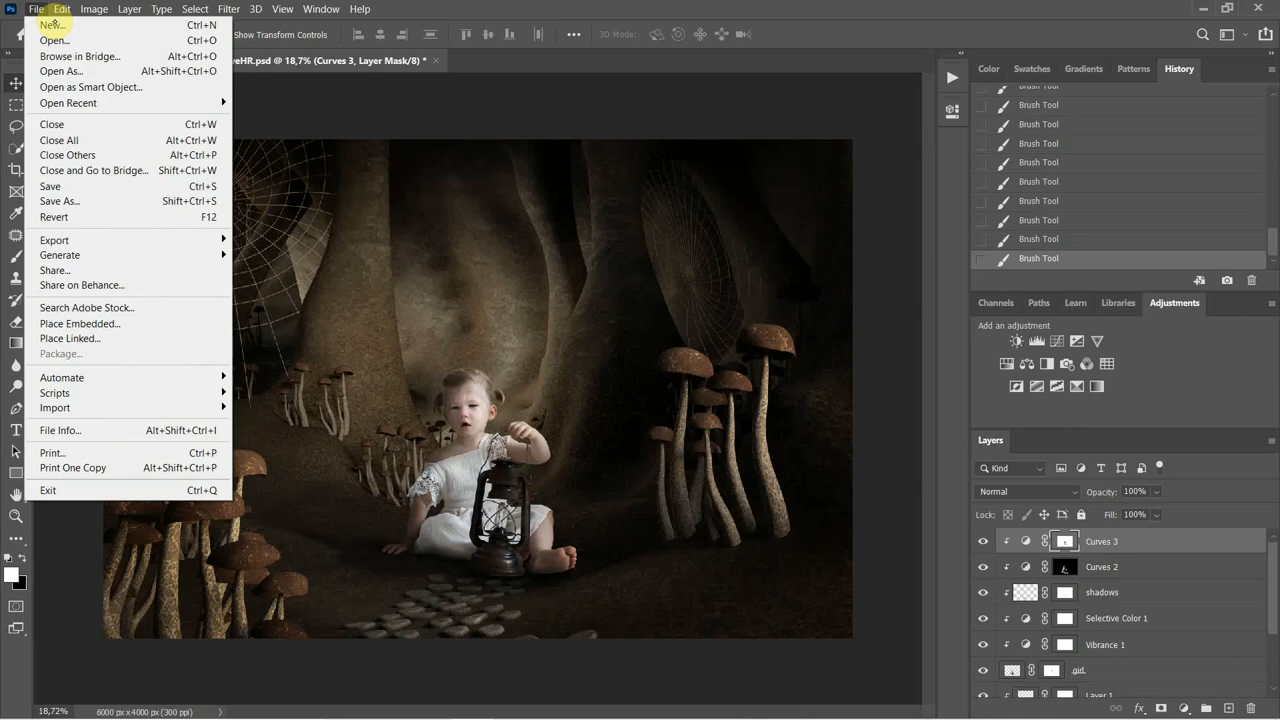 Ps File Edit Image Layer Type Select Filter 3D View Window Help
Show Transform Controls 3D Mode:
veHR.psd @ 18,7% (Curves 3, Layer Mask/8) *
New... Ctrl+N
Open... Ctrl+O
Browse in Bridge... Alt+Ctrl+O
Open As... Alt+Shift+Ctrl+O
Open as Smart Object...
Open Recent
Close Ctrl+W
Close All Alt+Ctrl+W
Close Others Alt+Ctrl+P
Close and Go to Bridge... Shift+Ctrl+W
Save Ctrl+S
Save As... Shift+Ctrl+S
Revert F12
Export
Generate
Share...
Share on Behance...
Search Adobe Stock...
Place Embedded...
Place Linked...
Package...
Automate
Scripts
Import
File Info... Alt+Shift+Ctrl+I
Print... Ctrl+P
Print One Copy Alt+Shift+Ctrl+P
Exit Ctrl+Q
Color Swatches Gradients Patterns History
Brush Tool
Brush Tool
Brush Tool
Brush Tool
Brush Tool
Brush Tool
Brush Tool
Brush Tool
Brush Tool
Channels Paths Learn Libraries Adjustments
Add an adjustment
Layers
Kind
Normal Opacity: 100%
Lock: Fill: 100%
Curves 3
Curves 2
shadows
Selective Color 1
Vibrance 1
girl
Layer 1
18,72% 6000 px x 4000 px (300 ppi)